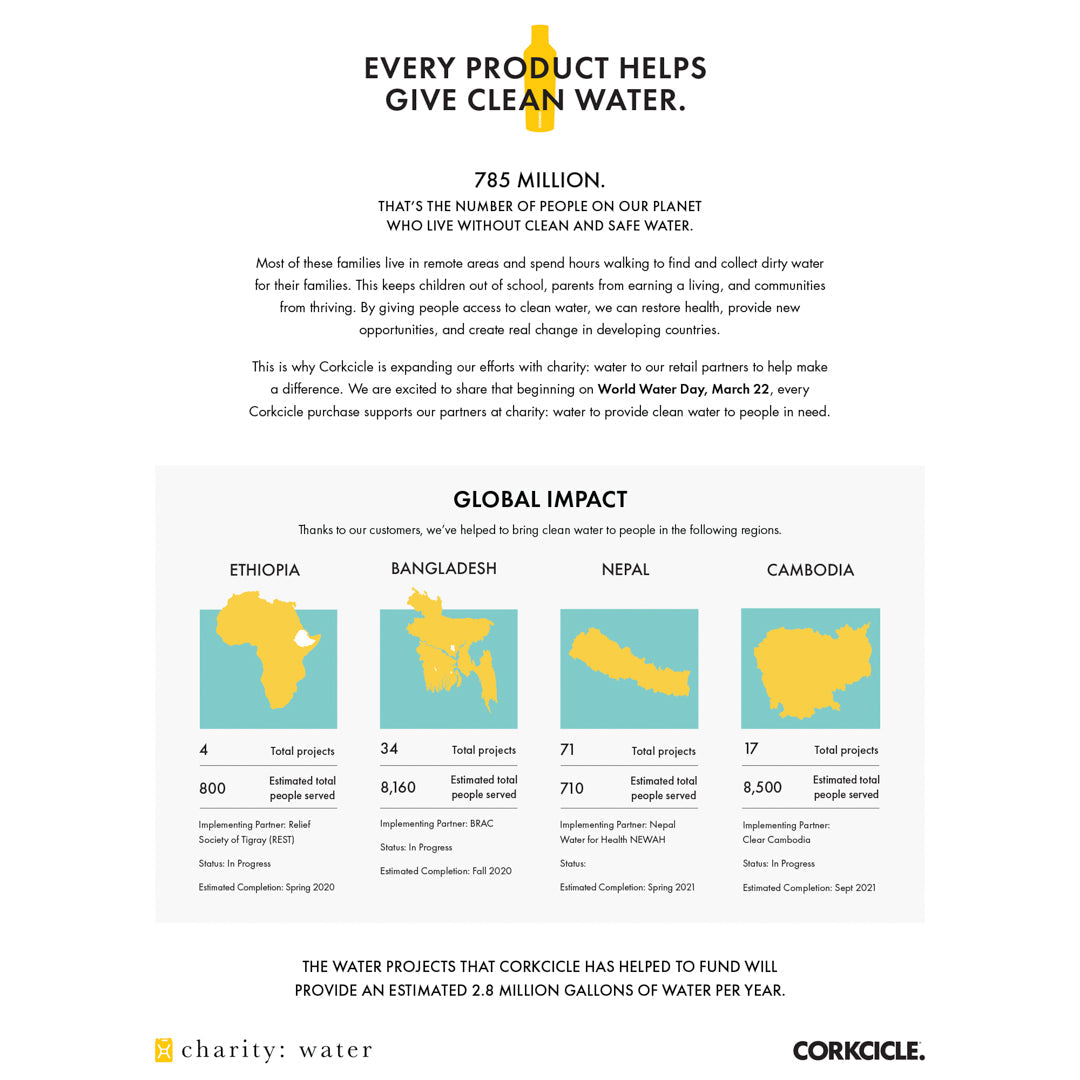 EVERY PRODUCT HELPS
GIVE CLEAN WATER.
785 MILLION.
THAT'S THE NUMBER OF PEOPLE ON OUR PLANET
WHO LIVE WITHOUT CLEAN AND SAFE WATER.
Most of these families live in remote areas and spend hours walking to find and collect dirty water
for their families. This keeps children out of school, parents from earning a living, and communities
from thriving. By giving people access to clean water, we can restore health, provide new
opportunities, and create real change in developing countries.
This is why Corkcicle is expanding our efforts with charity: water to our retail partners to help make
a difference. We are excited to share that beginning on World Water Day, March 22, every
Corkcicle purchase supports our partners at charity: water to provide clean water to people in need.
GLOBAL IMPACT
Thanks to our customers, we've helped to bring clean water to people in the following regions.
ETHIOPIA
4 Total projects
800 Estimated total
people served
Implementing Partner: Relief
Society of Tigray (REST)
Status: In Progress
Estimated Completion: Spring 2020
BANGLADESH
34 Total projects
8,160 Estimated total
people served
Implementing Partner: BRAC
Status: In Progress
Estimated Completion: Fall 2020
NEPAL
71 Total projects
710 Estimated total
people served
Implementing Partner: Nepal
Water for Health NEWAH
Status:
Estimated Completion: Spring 2021
CAMBODIA
17 Total projects
8,500 Estimated total
people served
Implementing Partner:
Clear Cambodia
Status: In Progress
Estimated Completion: Sept 2021
THE WATER PROJECTS THAT CORKCICLE HAS HELPED TO FUND WILL
PROVIDE AN ESTIMATED 2.8 MILLION GALLONS OF WATER PER YEAR.
charity: water
CORKCICLE.